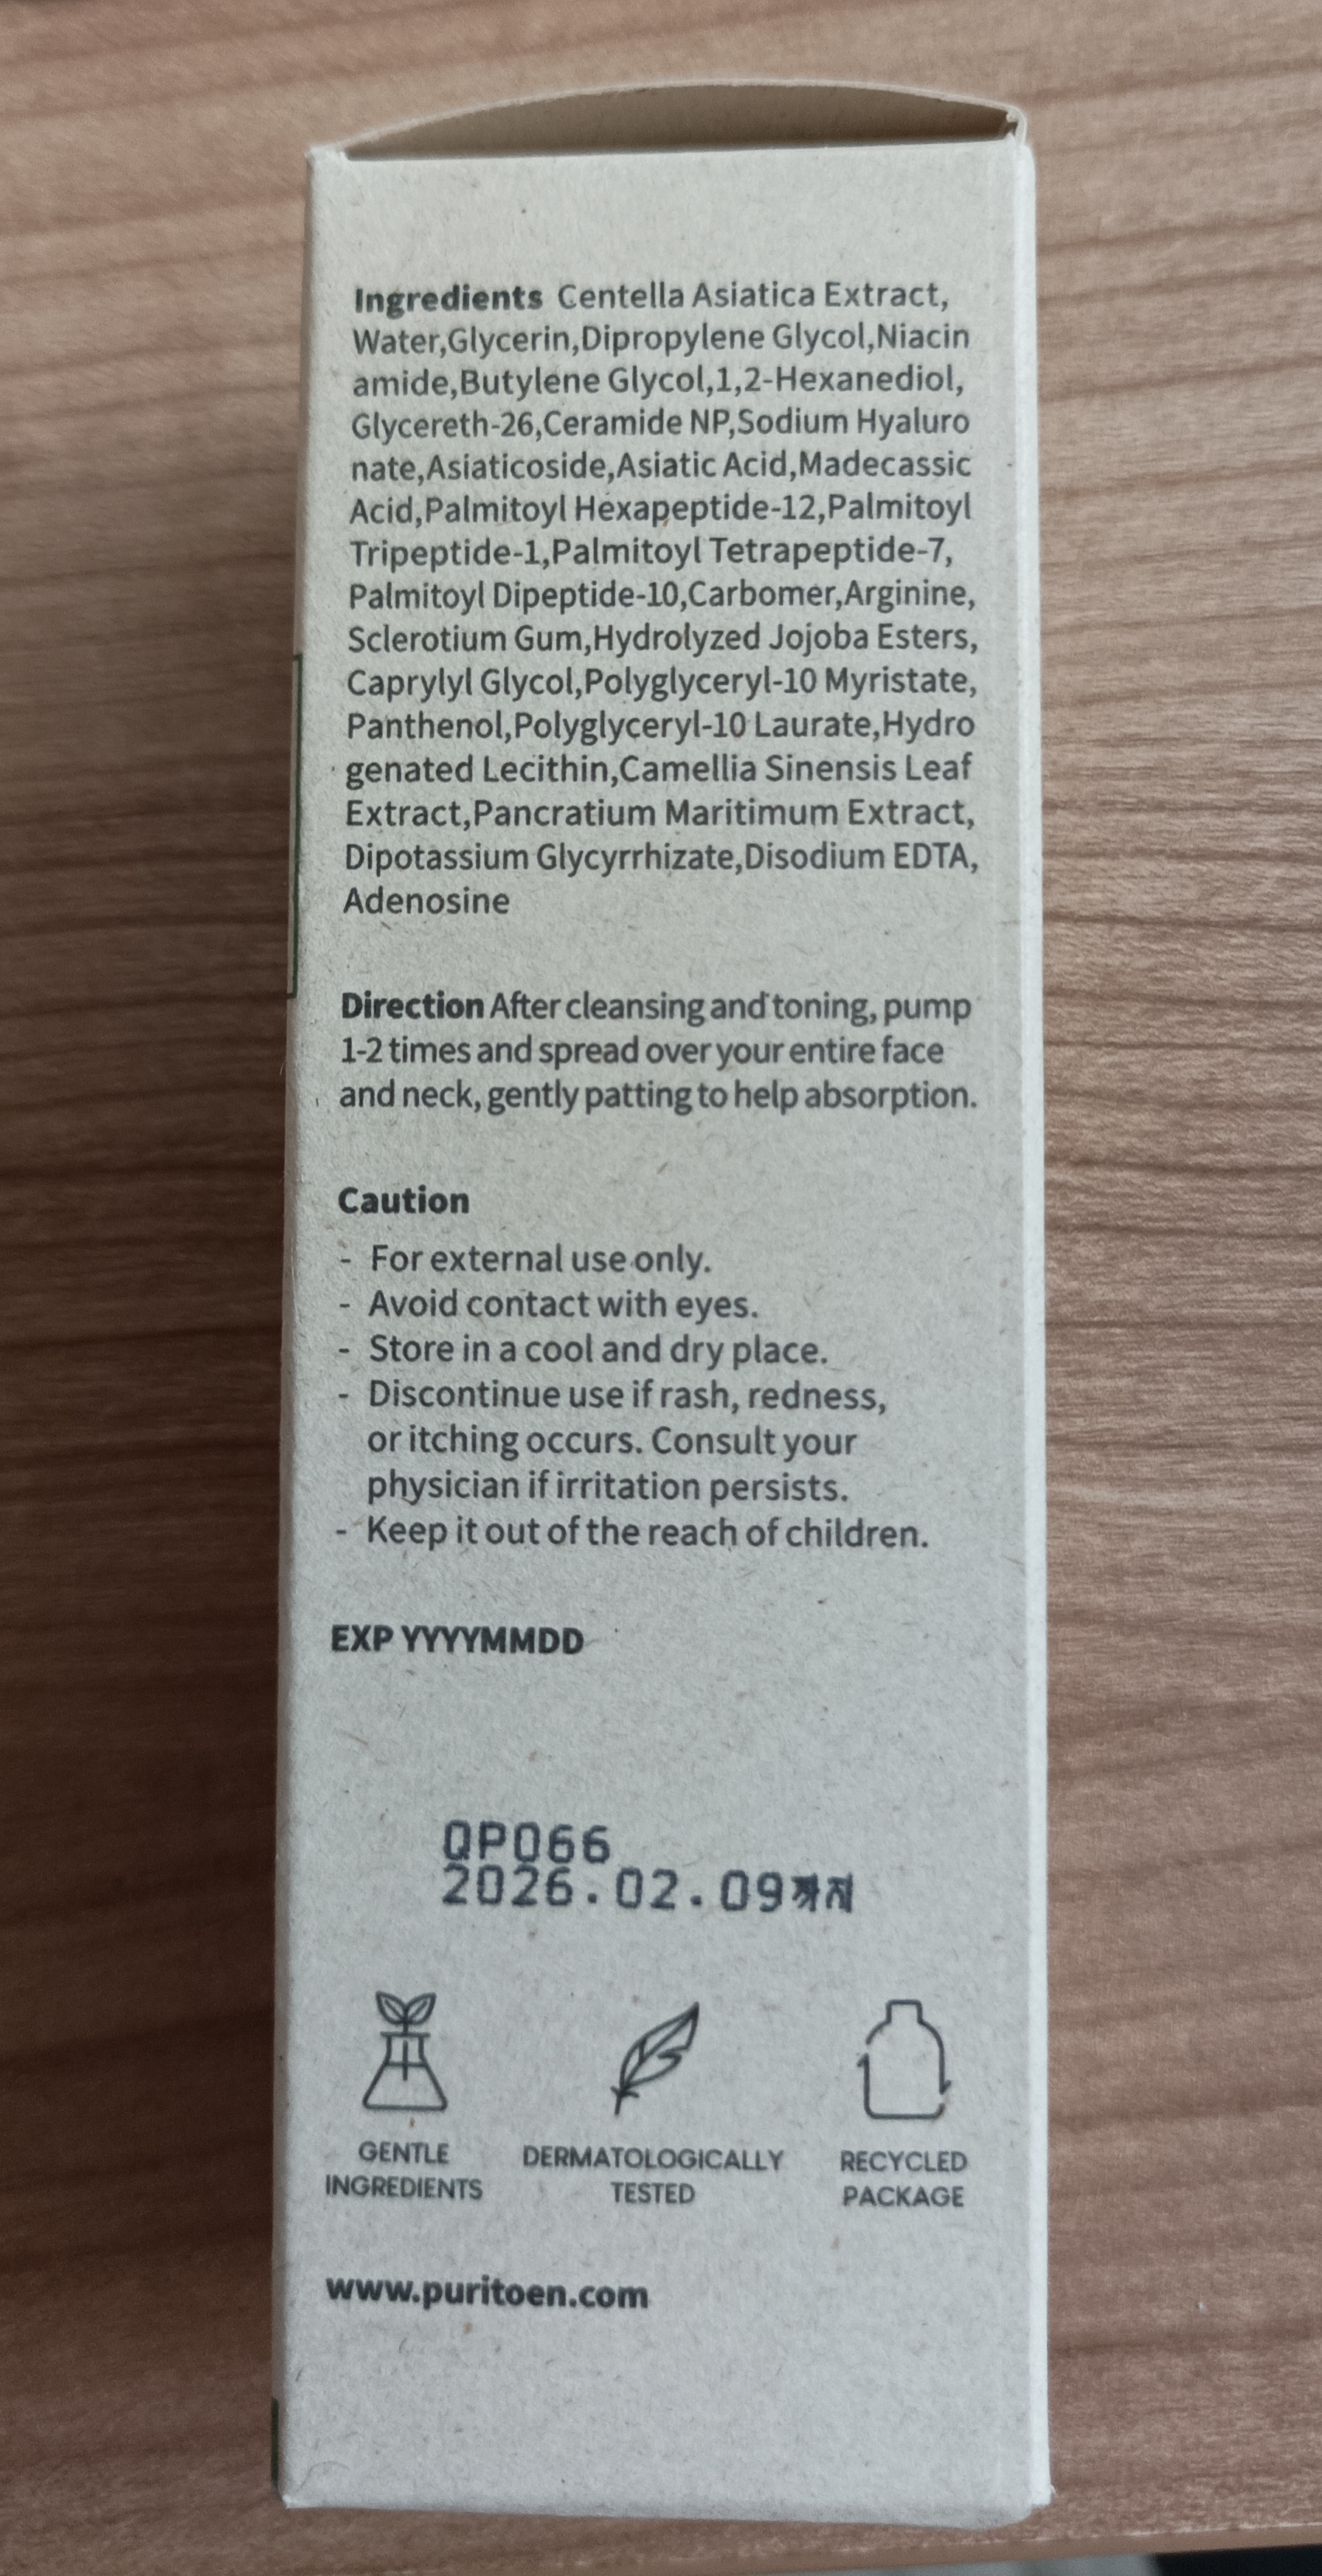 Ingredients Centella Asiatica Extract,
Water,Glycerin,Dipropylene Glycol,Niacin
amide,Butylene Glycol,1,2-Hexanediol,
Glycereth-26,Ceramide NP,Sodium Hyaluro
nate,Asiaticoside,Asiatic Acid,Madecassic
Acid,Palmitoyl Hexapeptide-12,Palmitoyl
Tripeptide-1,Palmitoyl Tetrapeptide-7,
Palmitoyl Dipeptide-10,Carbomer,Arginine,
Sclerotium Gum,Hydrolyzed Jojoba Esters,
Caprylyl Glycol,Polyglyceryl-10 Myristate,
Panthenol,Polyglyceryl-10 Laurate,Hydro
genated Lecithin,Camellia Sinensis Leaf
Extract,Pancratium Maritimum Extract,
Dipotassium Glycyrrhizate,Disodium EDTA,
Adenosine
Direction After cleansing and toning, pump
1-2 times and spread over your entire face
and neck, gently patting to help absorption.
Caution
- For external use only.
- Avoid contact with eyes.
- Store in a cool and dry place.
- Discontinue use if rash, redness,
or itching occurs. Consult your
physician if irritation persists.
- Keep it out of the reach of children.
EXP YYYYMMDD
QP066
2026.02.09까지
GENTLE
INGREDIENTS
DERMATOLOGICALLY
TESTED
RECYCLED
PACKAGE
www.puritoen.com